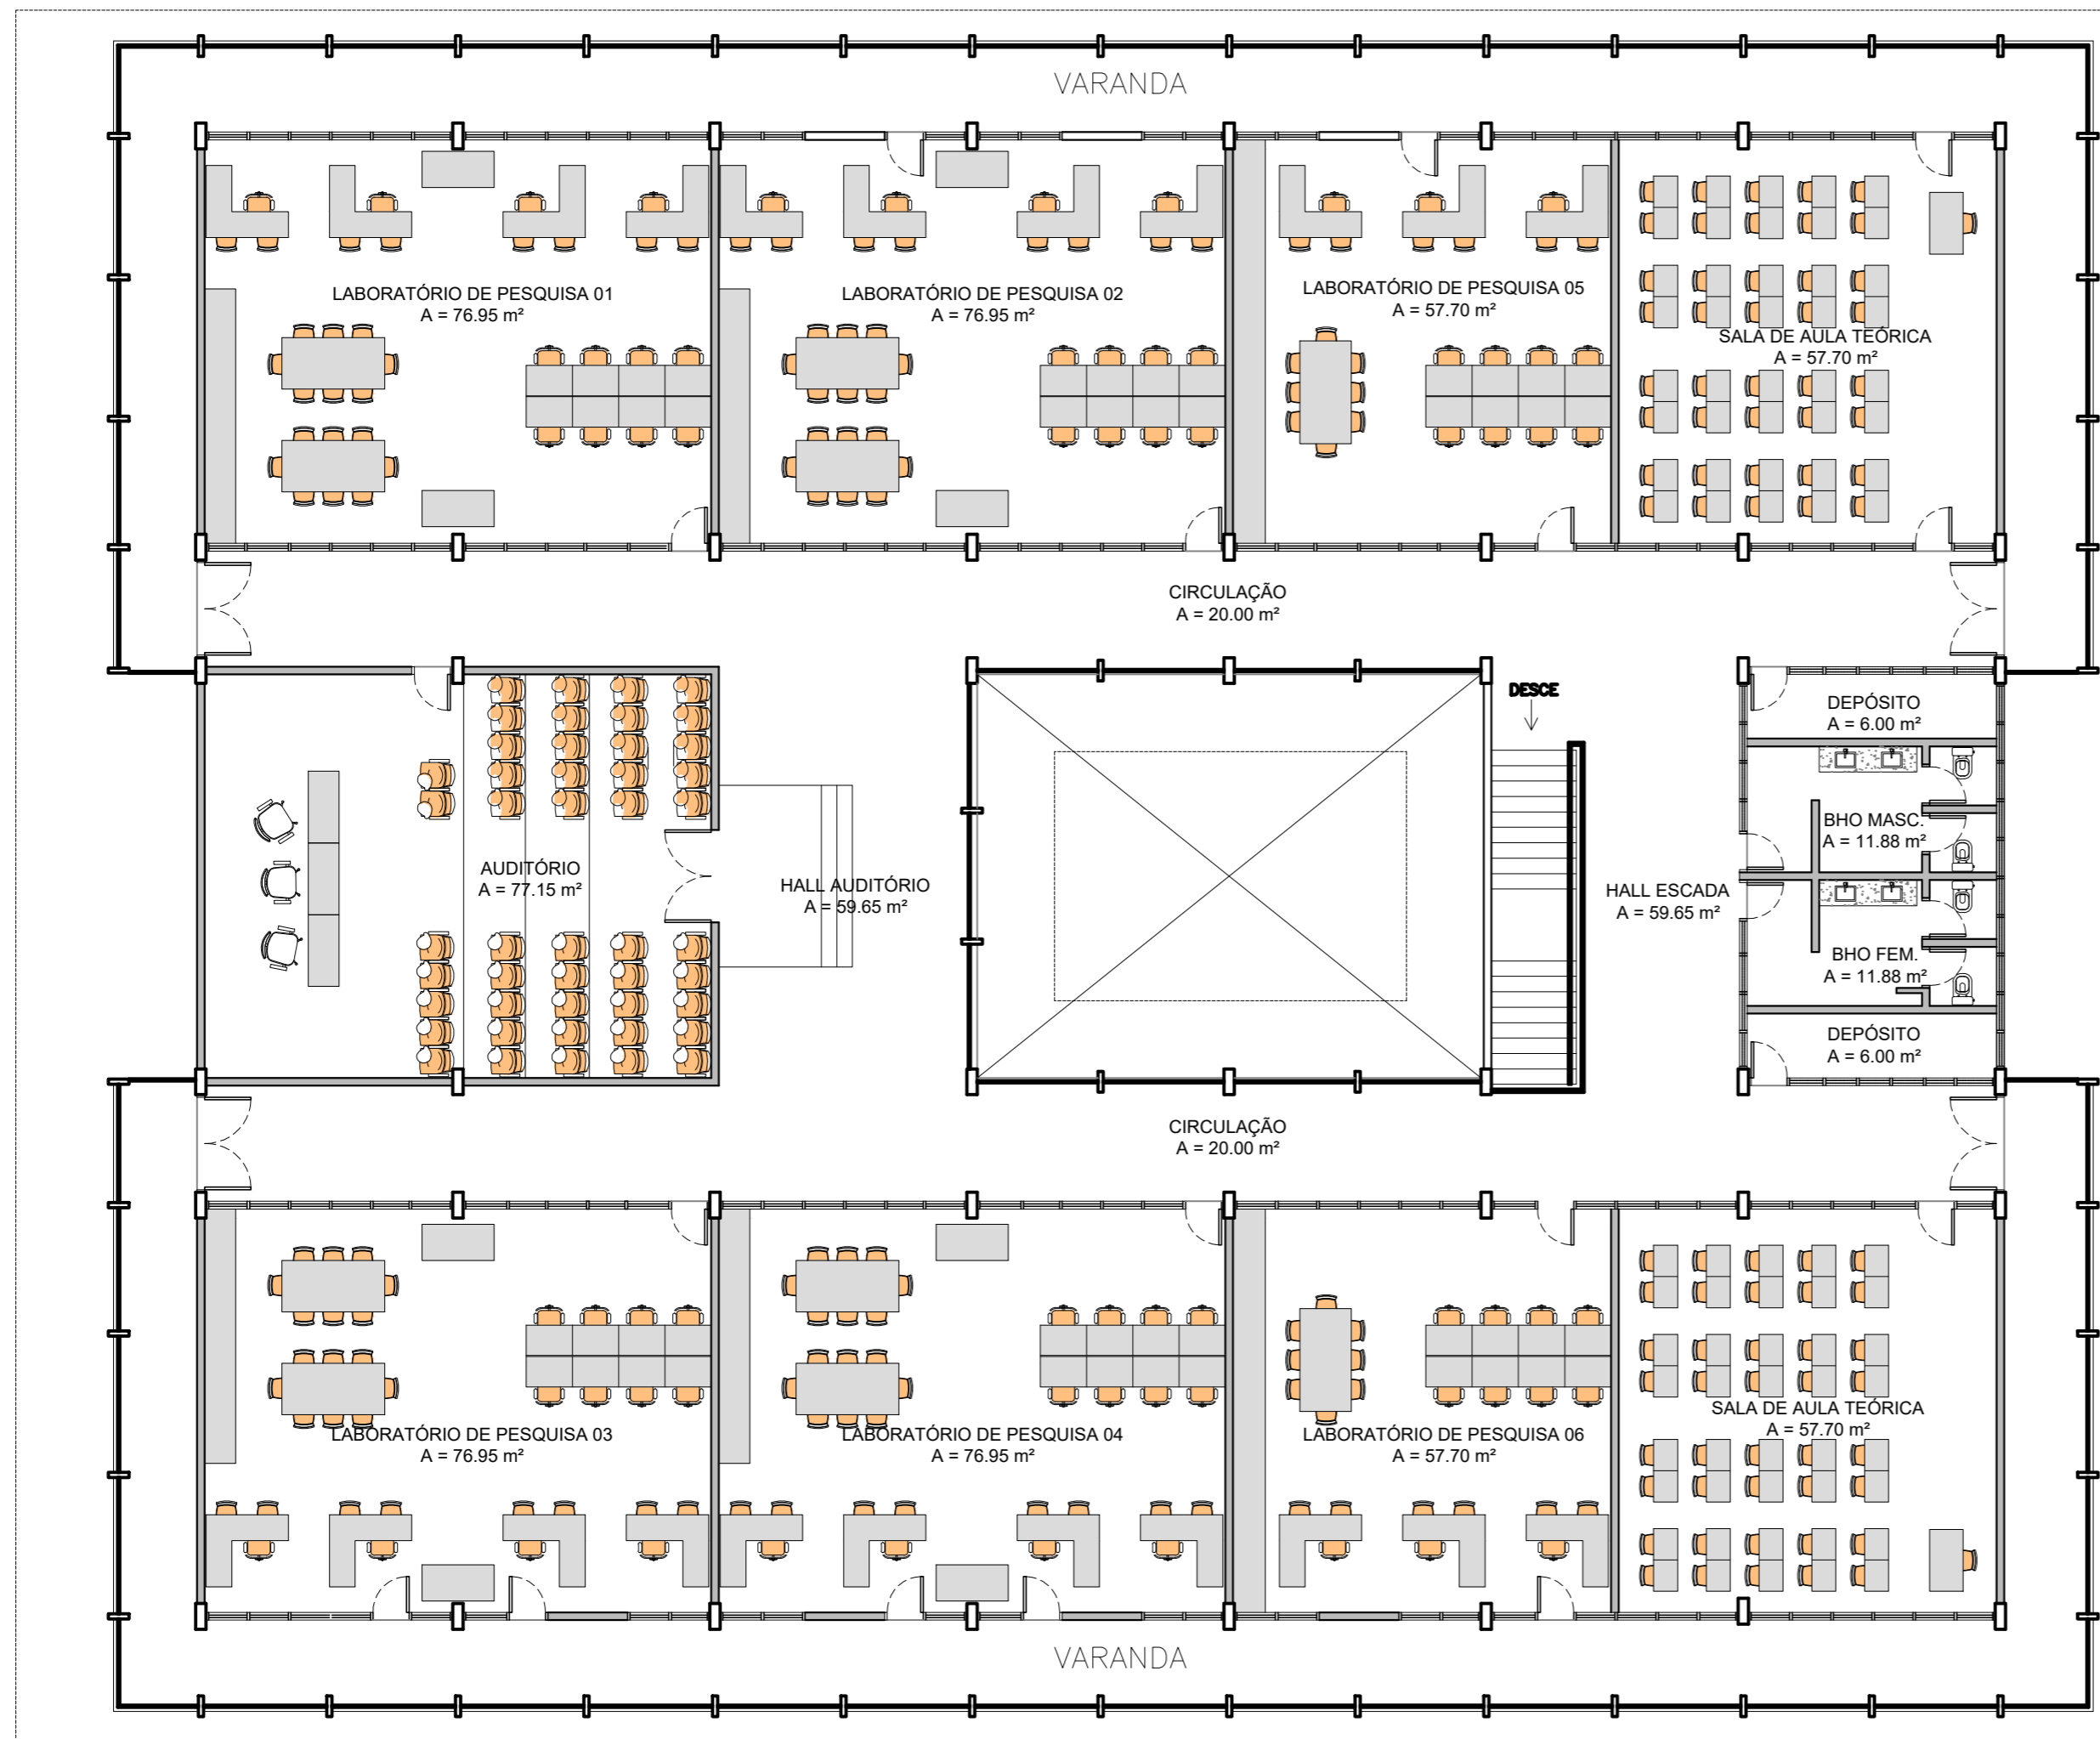 VARANDA
LABORATÓRIO DE PESQUISA 01
A = 76.95 m²
LABORATÓRIO DE PESQUISA 02
A = 76.95 m²
LABORATÓRIO DE PESQUISA 05
A = 57.70 m²
SALA DE AULA TEÓRICA
A = 57.70 m²
CIRCULAÇÃO
A = 20.00 m²
DESCE
DEPÓSITO
A = 6.00 m²
BHO MASC.
A = 11.88 m²
AUDITÓRIO
A = 77.15 m²
HALL AUDITÓRIO
A = 59.65 m²
HALL ESCADA
A = 59.65 m²
BHO FEM.
A = 11.88 m²
DEPÓSITO
A = 6.00 m²
CIRCULAÇÃO
A = 20.00 m²
LABORATÓRIO DE PESQUISA 03
A = 76.95 m²
LABORATÓRIO DE PESQUISA 04
A = 76.95 m²
LABORATÓRIO DE PESQUISA 06
A = 57.70 m²
SALA DE AULA TEÓRICA
A = 57.70 m²
VARANDA